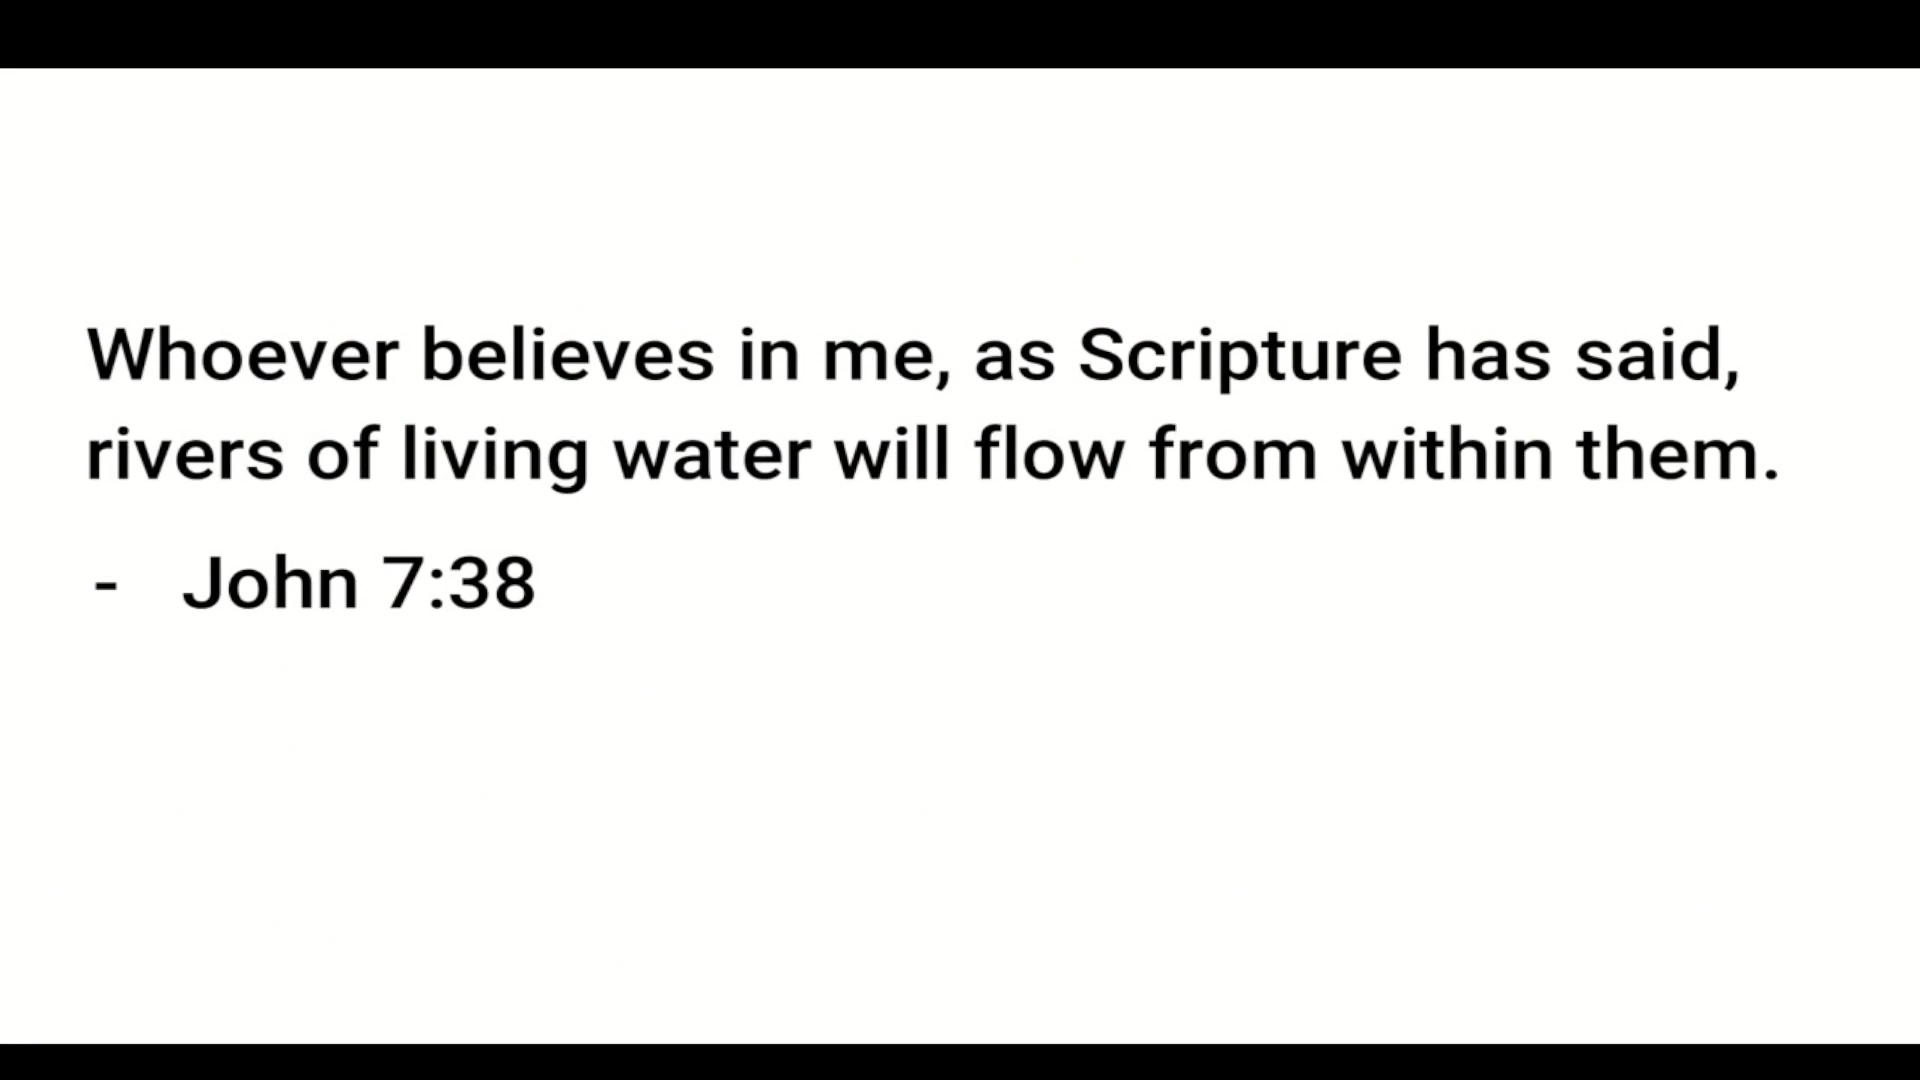 Whoever believes in me, as Scripture has said,
rivers of living water will flow from within them.
- John 7:38